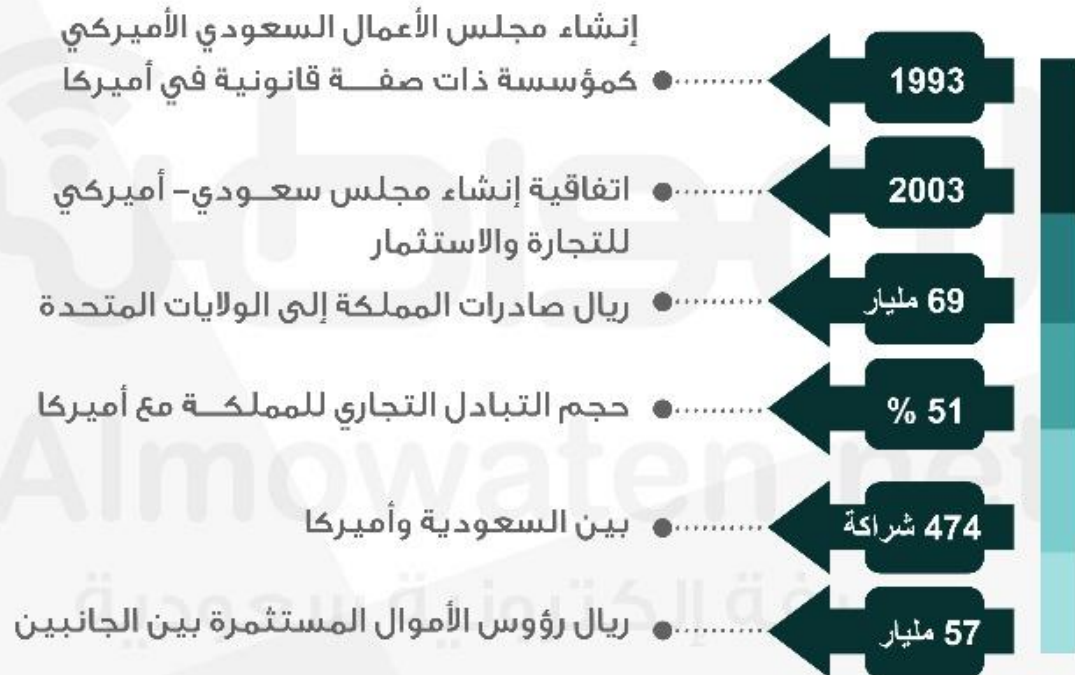 1993
إنشاء مجلس الأعمال السعودي الأميركي
كمؤسسة ذات صفة قانونية في أميركا
2003
اتفاقية إنشاء مجلس سعودي- أميركي
للتجارة والاستثمار
69 مليار
ريال صادرات المملكة إلى الولايات المتحدة
51 %
حجم التبادل التجاري للمملكة مع أميركا
474 شراكة
بين السعودية وأميركا
57 مليار
ريال رؤوس الأموال المستثمرة بين الجانبين
Almowaten.net